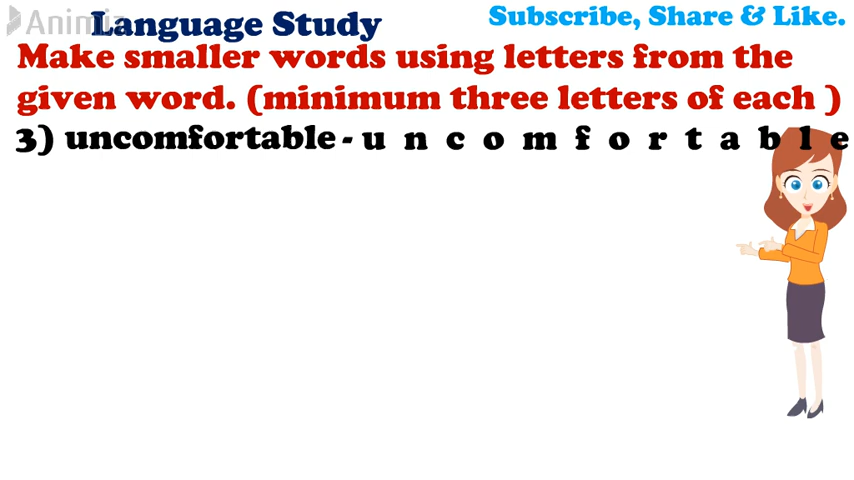 Animiz
Language Study
Subscribe, Share & Like.
Make smaller words using letters from the
given word. (minimum three letters of each )
3) uncomfortable - u n c o m f o r t a b l e